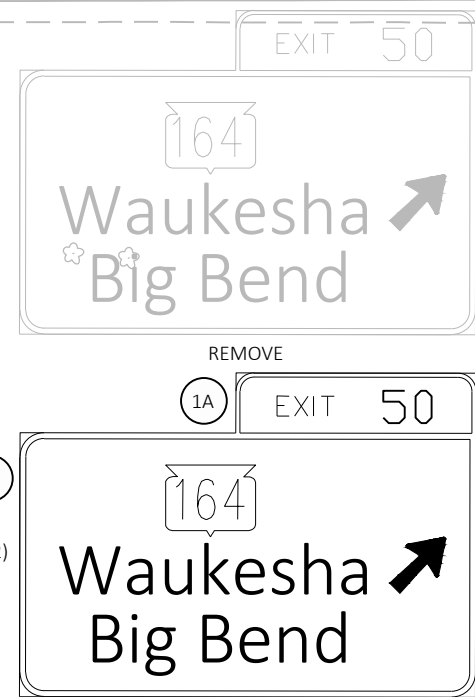 EXIT 50
164
Waukesha
Big Bend
REMOVE
1A
EXIT 50
164
Waukesha
Big Bend